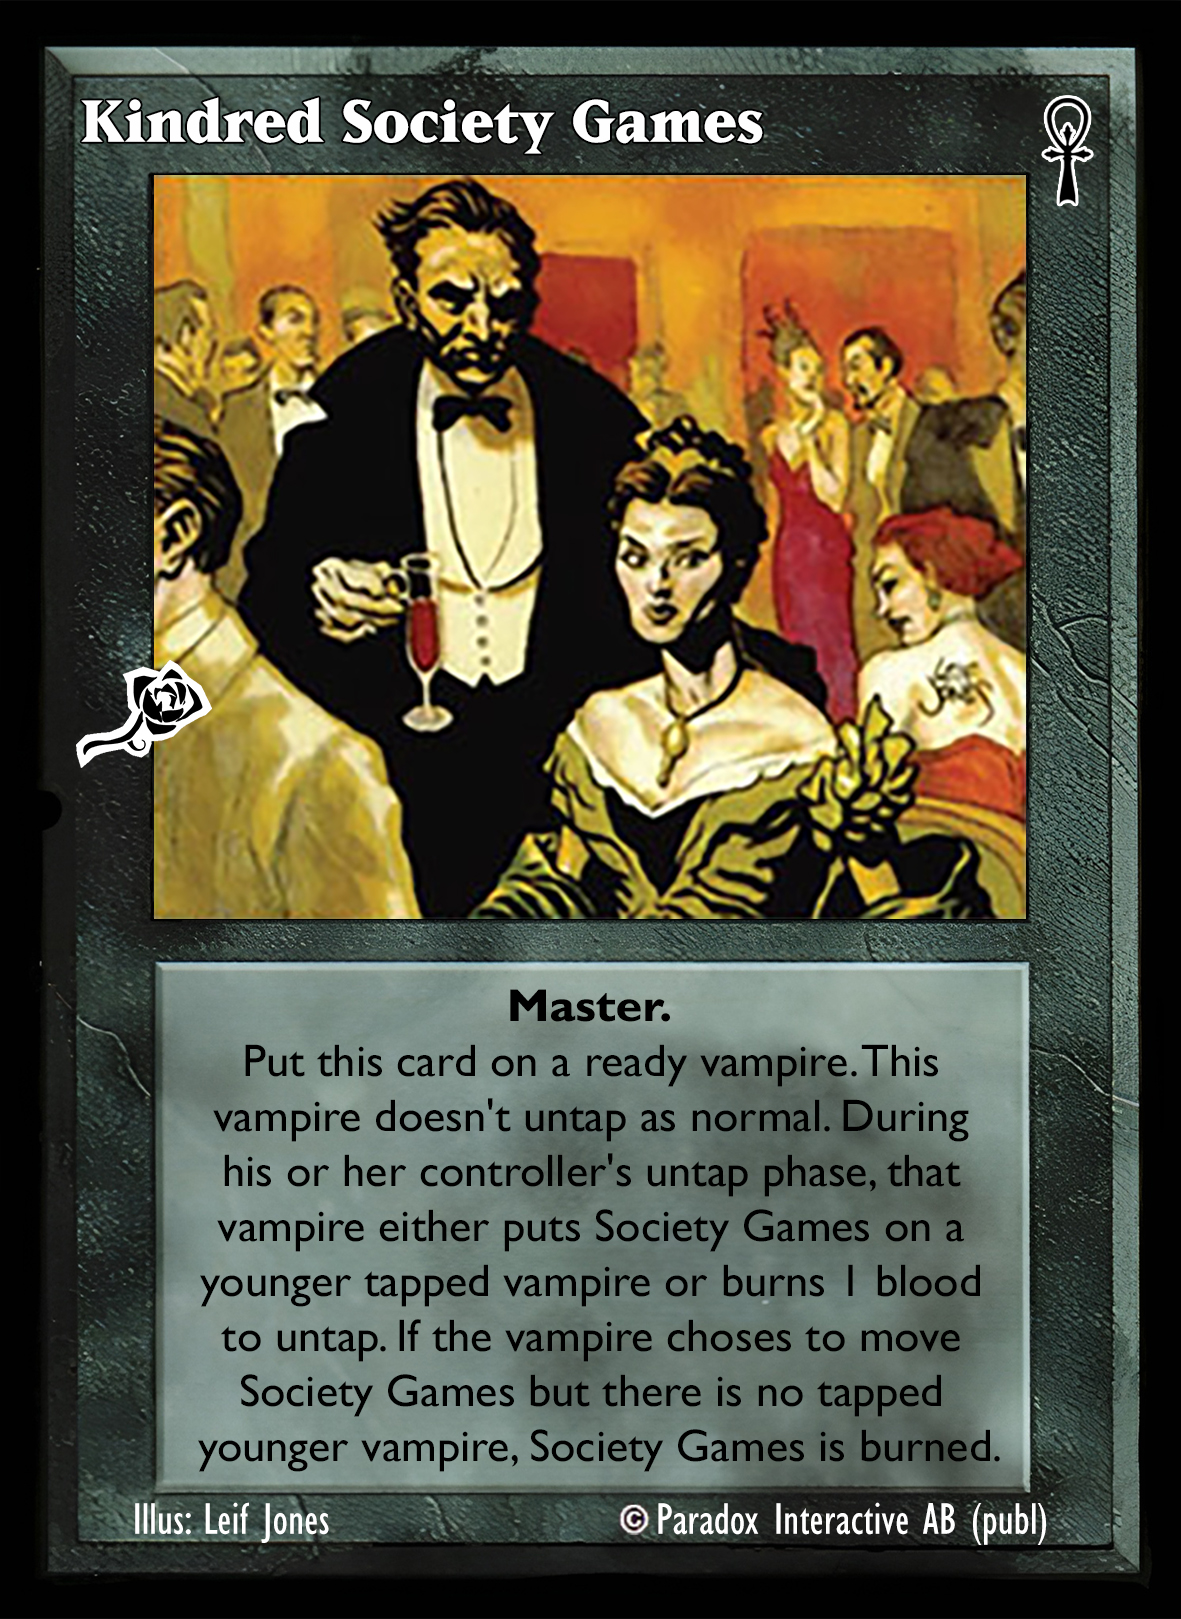 Kindred Society Games
LEIF
JONES
Master.
Put this card on a ready vampire. This
vampire doesn't untap as normal. During
his or her controller's untap phase, that
vampire either puts Society Games on a
younger tapped vampire or burns 1 blood
to untap. If the vampire choses to move
Society Games but there is no tapped
younger vampire, Society Games is burned.
Illus: Leif Jones
© Paradox Interactive AB (publ)